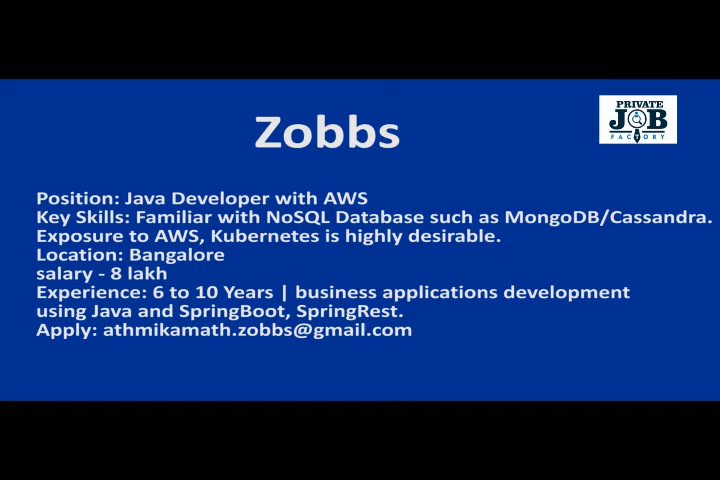 Zobbs
PRIVATE
JOB
FACTORY
Position: Java Developer with AWS
Key Skills: Familiar with NoSQL Database such as MongoDB/Cassandra.
Exposure to AWS, Kubernetes is highly desirable.
Location: Bangalore
salary - 8 lakh
Experience: 6 to 10 Years | business applications development
using Java and SpringBoot, SpringRest.
Apply: athmikamath.zobbs@gmail.com